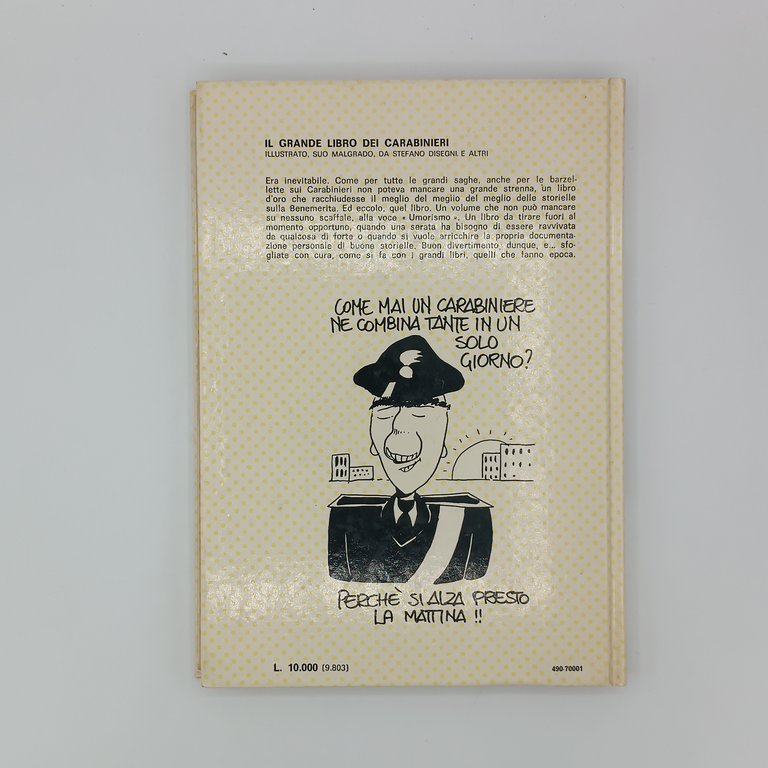 IL GRANDE LIBRO DEI CARABINIERI
ILLUSTRATO, SUO MALGRADO, DA STEFANO DISEGNI E ALTRI
Era inevitabile. Come per tutte le grandi saghe, anche per le barzel-
lette sui Carabinieri non poteva mancare una grande strenna, un libro
d'oro che racchiudesse il meglio del meglio del meglio delle storielle
sulla Benemerita. Ed eccolo, quel libro. Un volume che non può mancare
su nessuno scaffale, alla voce « Umorismo ». Un libro da tirare fuori al
momento opportuno, quando una serata ha bisogno di essere ravvivata
da qualcosa di forte o quando si vuole arricchire la propria documenta-
zione personale di buone storielle. Buon divertimento, dunque, e... sfo-
gliate con cura, come si fa con i grandi libri, quelli che fanno epoca.
COME MAI UN CARABINIERE
NE COMBINA TANTE IN UN
SOLO
GIORNO?
PERCHÈ SI ALZA PRESTO
LA MATTINA !!
L. 10.000 (9.803)
490-70001